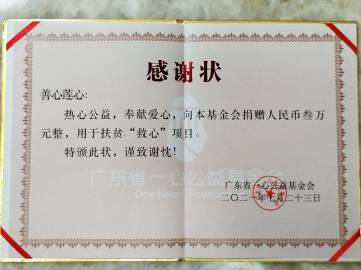 感谢状
善心莲心:
热心公益，奉献爱心，向本基金会捐赠人民币叁万
元整，用于扶贫“救心”项目。
特颁此状，谨致谢忱！
广东省一心公益基金会
One Heart Foundation
广东省一心公益基金会
二〇二一年七月二十三日